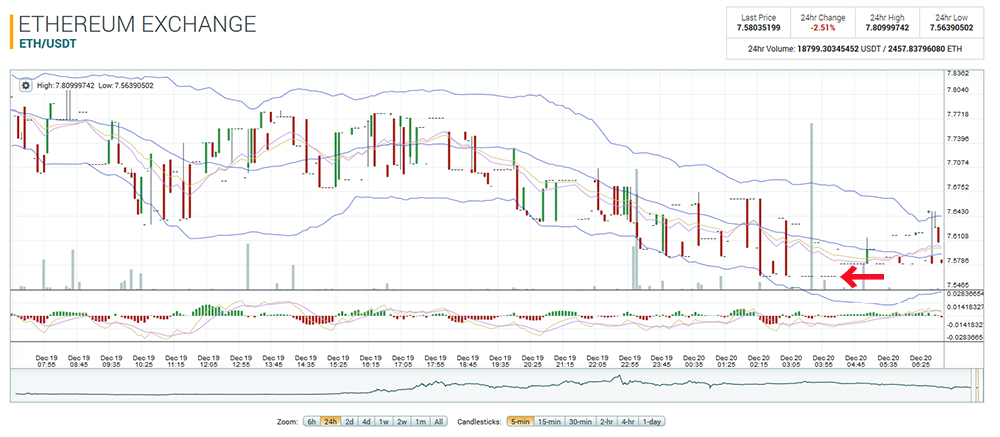 ETHEREUM EXCHANGE
ETH/USDT
Last Price 24hr Change 24hr High 24hr Low
7.58035199 -2.51% 7.80999742 7.56390502
24hr Volume: 18799.30345452 USDT / 2457.83796080 ETH
High: 7.80999742 Low: 7.56390502
7.8362
7.8040
7.7718
7.7396
7.7074
7.6752
7.6430
7.6108
7.5786
7.5465
0.02836654
0.01418327
-0.0141832
-0.0283665
Dec 19 Dec 19 Dec 19 Dec 19 Dec 19 Dec 19 Dec 19 Dec 19 Dec 19 Dec 19 Dec 19 Dec 19 Dec 19 Dec 19 Dec 19 Dec 19 Dec 19 Dec 19 Dec 19 Dec 20 Dec 20 Dec 20 Dec 20 Dec 20 Dec 20 Dec 20 Dec 20
07:55 08:45 09:35 10:25 11:15 12:05 12:55 13:45 14:35 15:25 16:15 17:05 17:55 18:45 19:35 20:25 21:15 22:05 22:55 23:45 00:35 01:25 02:15 03:05 03:55 04:45 05:35 06:25
Zoom: 6h 24h 2d 4d 1w 2w 1m All Candlesticks: 5-min 15-min 30-min 2-hr 4-hr 1-day